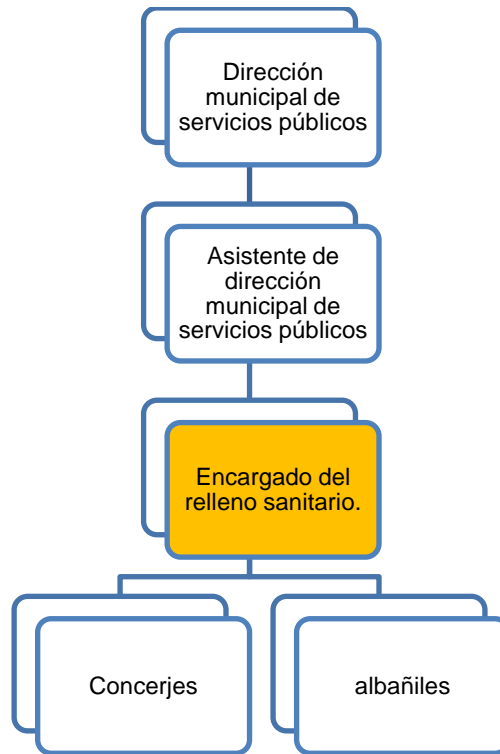 Dirección
municipal de
servicios públicos
Asistente de
dirección
municipal de
servicios públicos
Encargado del
relleno sanitario.
Concerjes
albañiles